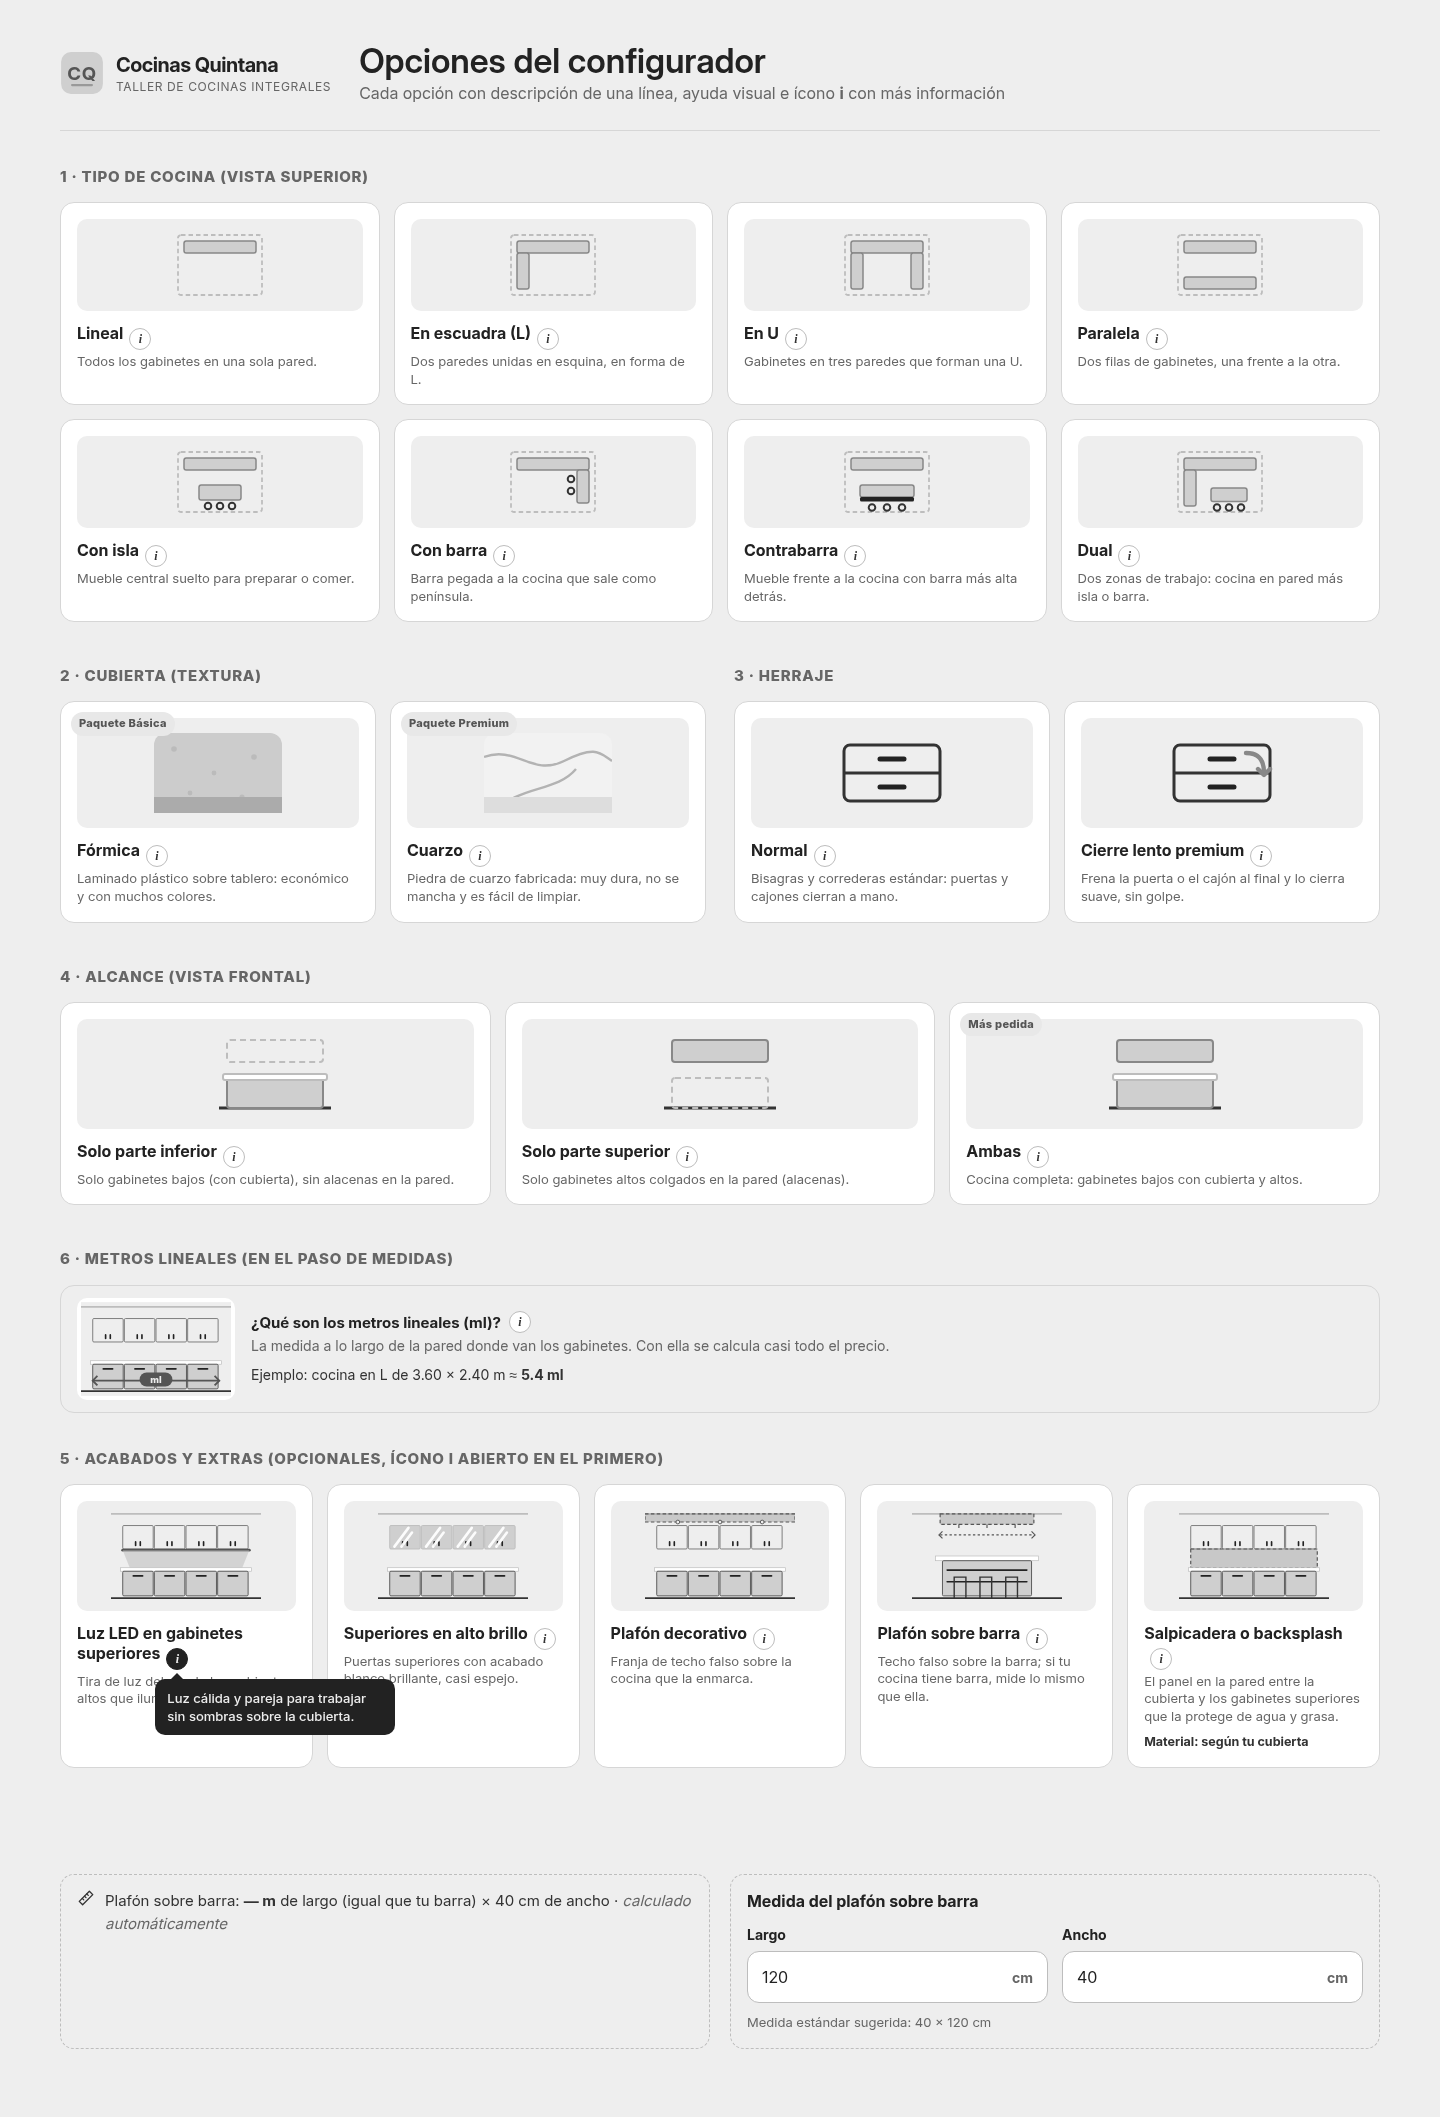 CQ
Cocinas Quintana
TALLER DE COCINAS INTEGRALES
Opciones del configurador
Cada opción con descripción de una línea, ayuda visual e ícono i con más información
1 · TIPO DE COCINA (VISTA SUPERIOR)
Lineal i
Todos los gabinetes en una sola pared.
En escuadra (L) i
Dos paredes unidas en esquina, en forma de
L.
En U i
Gabinetes en tres paredes que forman una U.
Paralela i
Dos filas de gabinetes, una frente a la otra.
Con isla i
Mueble central suelto para preparar o comer.
Con barra i
Barra pegada a la cocina que sale como
península.
Contrabarra i
Mueble frente a la cocina con barra más alta
detrás.
Dual i
Dos zonas de trabajo: cocina en pared más
isla o barra.
2 · CUBIERTA (TEXTURA)
Paquete Básica
Fórmica i
Laminado plástico sobre tablero: económico
y con muchos colores.
Paquete Premium
Cuarzo i
Piedra de cuarzo fabricada: muy dura, no se
mancha y es fácil de limpiar.
3 · HERRAJE
Normal i
Bisagras y correderas estándar: puertas y
cajones cierran a mano.
Cierre lento premium i
Frena la puerta o el cajón al final y lo cierra
suave, sin golpe.
4 · ALCANCE (VISTA FRONTAL)
Solo parte inferior i
Solo gabinetes bajos (con cubierta), sin alacenas en la pared.
Solo parte superior i
Solo gabinetes altos colgados en la pared (alacenas).
Más pedida
Ambas i
Cocina completa: gabinetes bajos con cubierta y altos.
6 · METROS LINEALES (EN EL PASO DE MEDIDAS)
ml
¿Qué son los metros lineales (ml)? i
La medida a lo largo de la pared donde van los gabinetes. Con ella se calcula casi todo el precio.
Ejemplo: cocina en L de 3.60 × 2.40 m ≈ 5.4 ml
5 · ACABADOS Y EXTRAS (OPCIONALES, ÍCONO I ABIERTO EN EL PRIMERO)
Luz LED en gabinetes
superiores i
Tira de luz
altos que
Luz cálida y pareja para trabajar
sin sombras sobre la cubierta.
Superiores en alto brillo i
Puertas superiores con acabado
blanco brillante, casi espejo.
Plafón decorativo i
Franja de techo falso sobre la
cocina que la enmarca.
Plafón sobre barra i
Techo falso sobre la barra; si tu
cocina tiene barra, mide lo mismo
que ella.
Salpicadera o backsplash
i
El panel en la pared entre la
cubierta y los gabinetes superiores
que la protege de agua y grasa.
Material: según tu cubierta
Plafón sobre barra: — m de largo (igual que tu barra) × 40 cm de ancho · calculado
automáticamente
Medida del plafón sobre barra
Largo
120 cm
Ancho
40 cm
Medida estándar sugerida: 40 × 120 cm